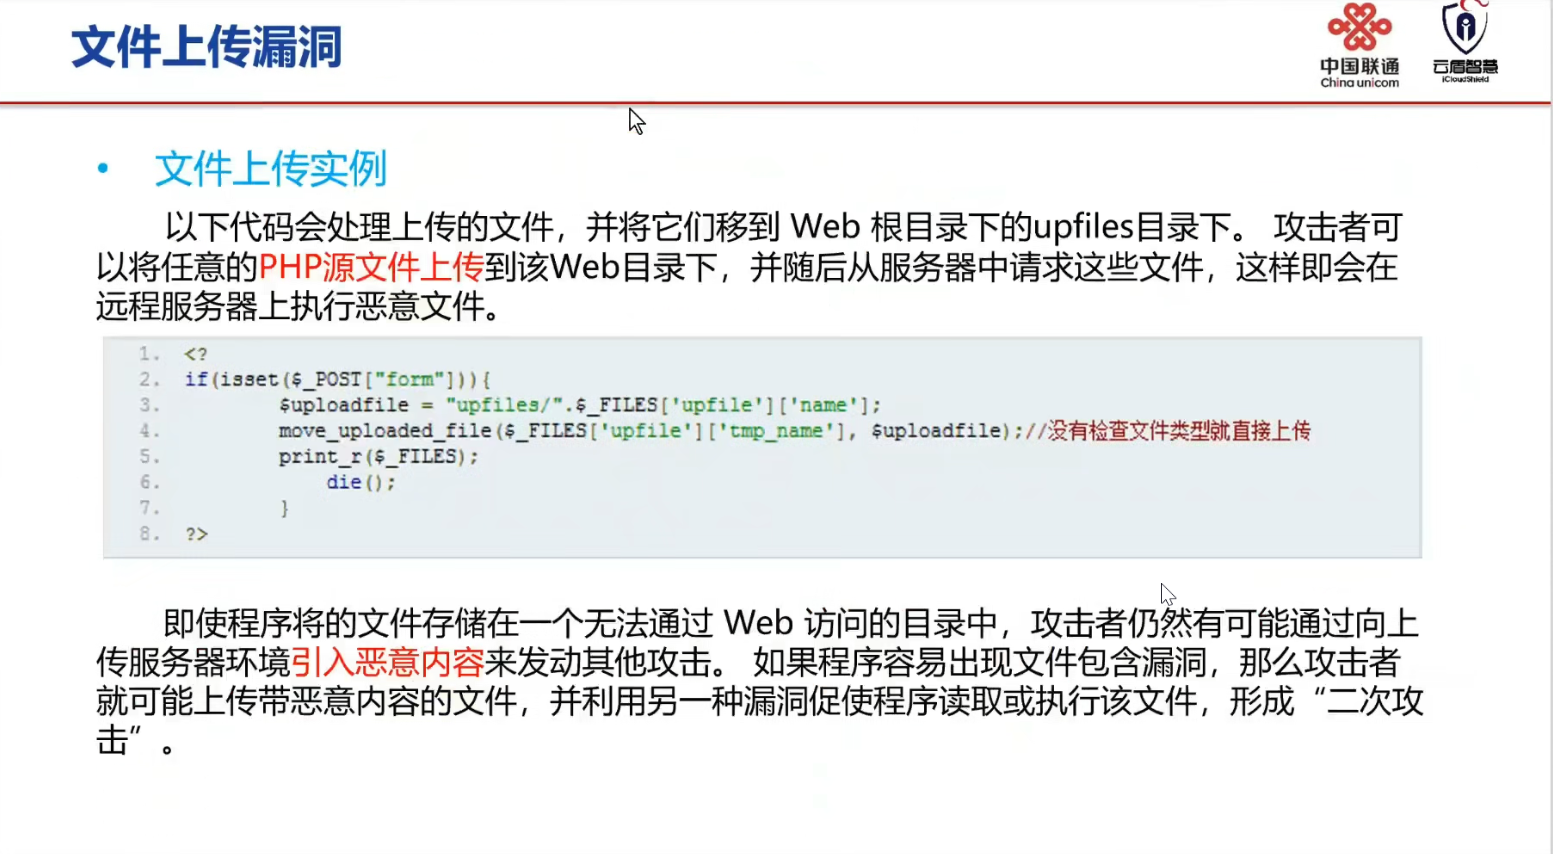 文件上传漏洞
中国联通
China unicom
云盾智慧
iCloudShield
• 文件上传实例
以下代码会处理上传的文件，并将它们移到 Web 根目录下的upfiles目录下。 攻击者可
以将任意的PHP源文件上传到该Web目录下，并随后从服务器中请求这些文件，这样即会在
远程服务器上执行恶意文件。
1. <?
2. if(isset($_POST["form"])){
3. $uploadfile = "upfiles/".$_FILES['upfile']['name'];
4. move_uploaded_file($_FILES['upfile']['tmp_name'], $uploadfile);//没有检查文件类型就直接上传
5. print_r($_FILES);
6. die();
7. }
8. ?>
即使程序将的文件存储在一个无法通过 Web 访问的目录中，攻击者仍然有可能通过向上
传服务器环境引入恶意内容来发动其他攻击。 如果程序容易出现文件包含漏洞，那么攻击者
就可能上传带恶意内容的文件，并利用另一种漏洞促使程序读取或执行该文件，形成“二次攻
击”。